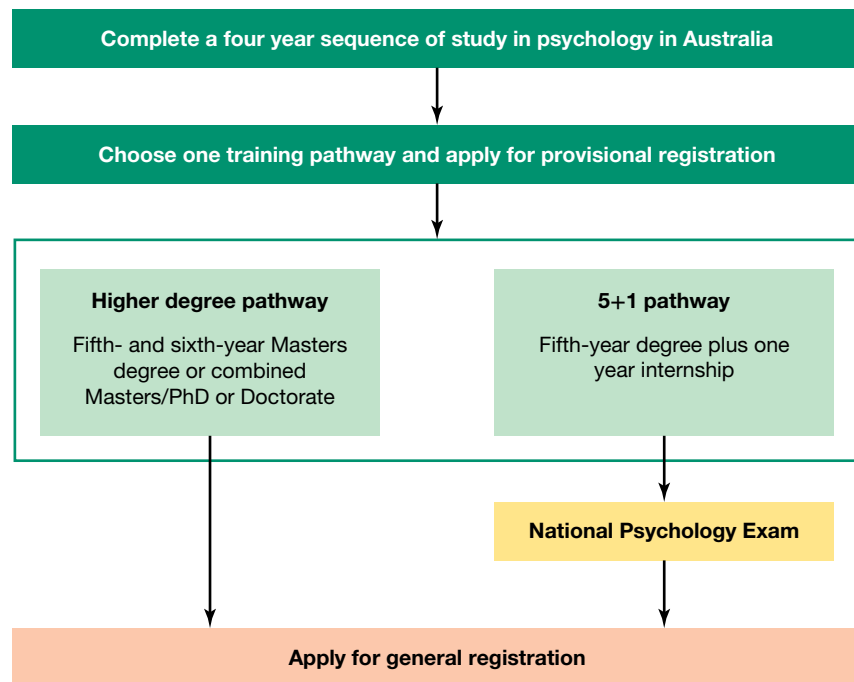 Complete a four year sequence of study in psychology in Australia
Choose one training pathway and apply for provisional registration
Higher degree pathway
Fifth- and sixth-year Masters
degree or combined
Masters/PhD or Doctorate
5+1 pathway
Fifth-year degree plus one
year internship
National Psychology Exam
Apply for general registration